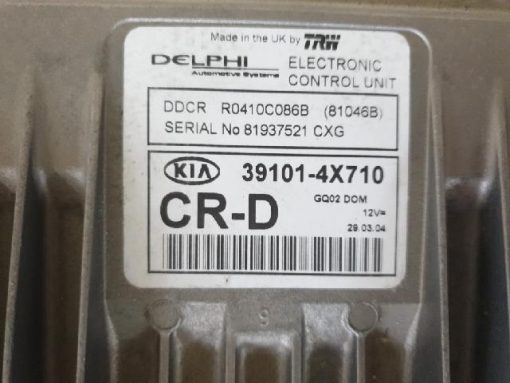 Made in the UK by TRW
DELPHI
Automotive Systems
ELECTRONIC
CONTROL UNIT
DDCR R0410C086B (81046B)
SERIAL No 81937521 CXG
KIA 39101-4X710
CR-D
GQ02 DOM
12V=
29.03.04
9